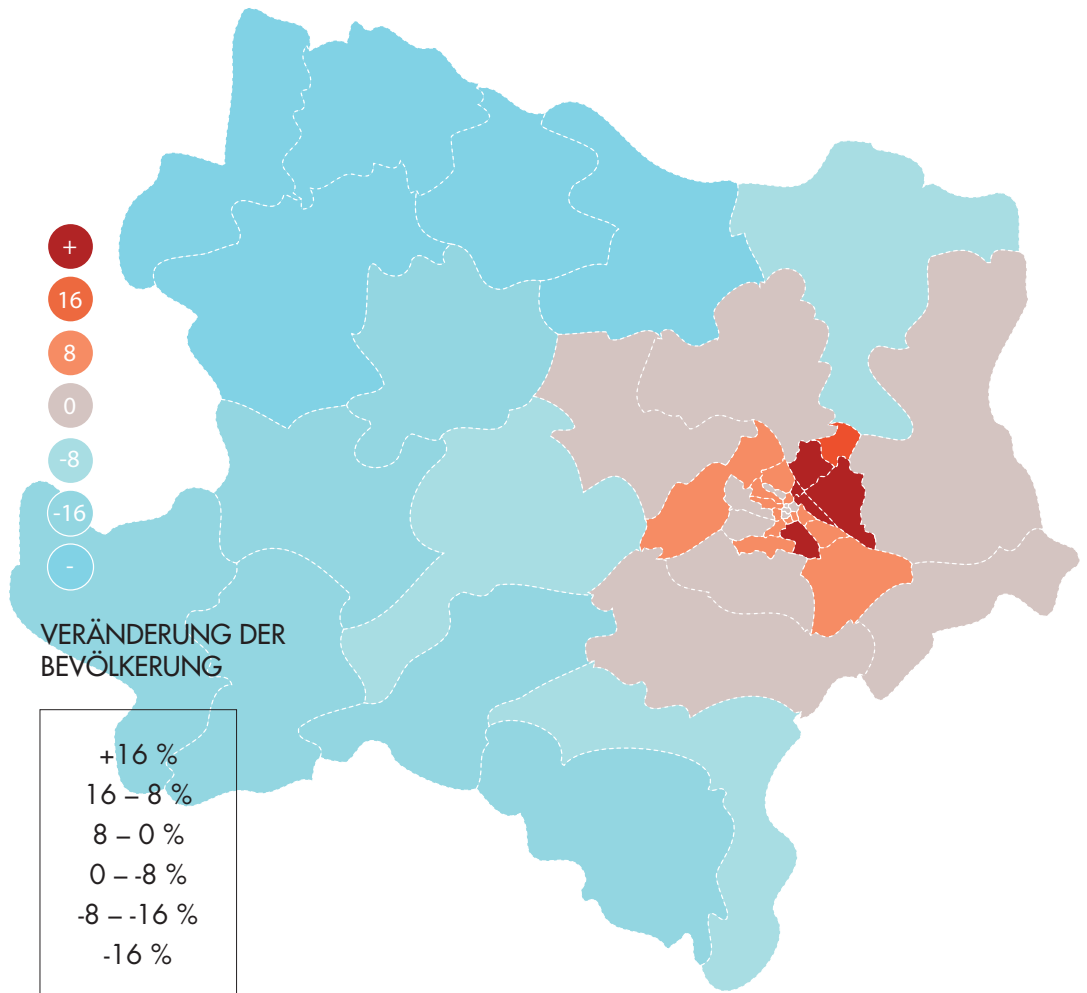 +
16
8
0
-8
-16
-
VERÄNDERUNG DER
BEVÖLKERUNG
+16 %
16 – 8 %
8 – 0 %
0 – -8 %
-8 – -16 %
-16 %